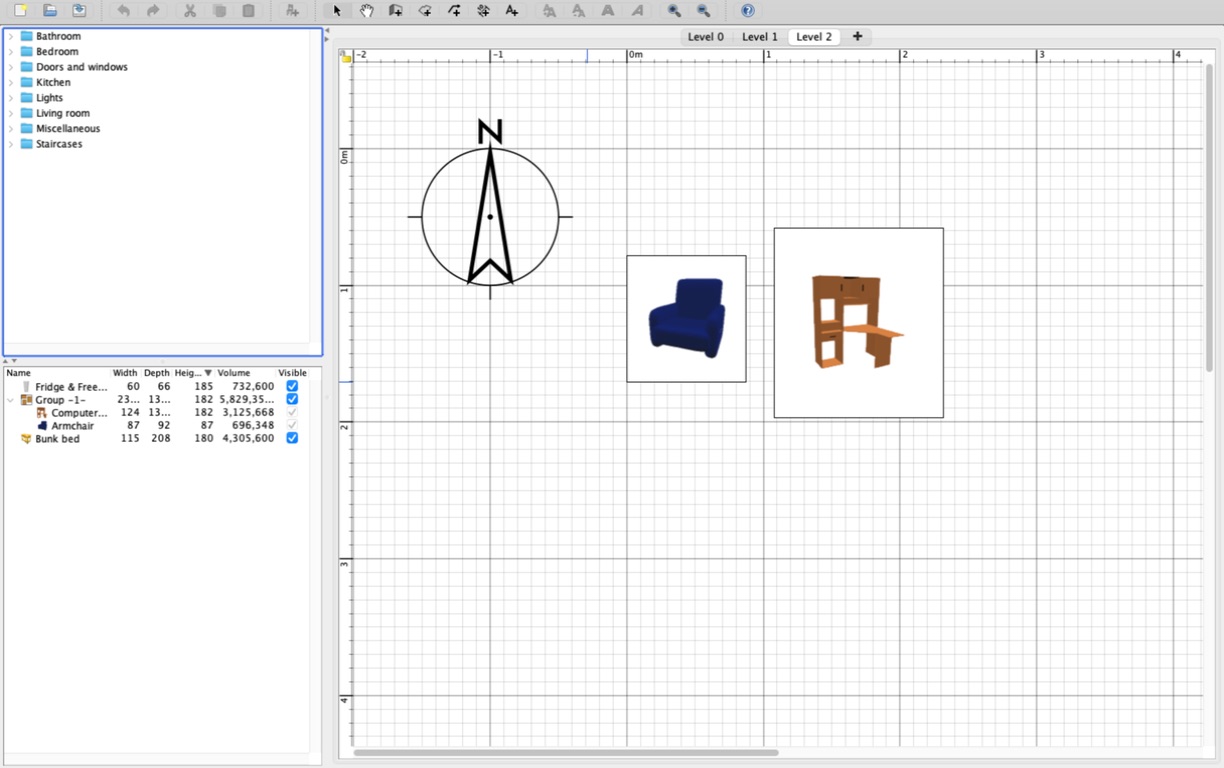 Level 0 Level 1 Level 2 +
Bathroom
Bedroom
Doors and windows
Kitchen
Lights
Living room
Miscellaneous
Staircases
Name Width Depth Heig... ▼ Volume Visible
Fridge & Free... 60 66 185 732,600
Group -1- 23... 13... 182 5,829,35...
Computer... 124 13... 182 3,125,668
Armchair 87 92 87 696,348
Bunk bed 115 208 180 4,305,600
-2 -1 0m 1 2 3 4
N
0m
1
2
3
4